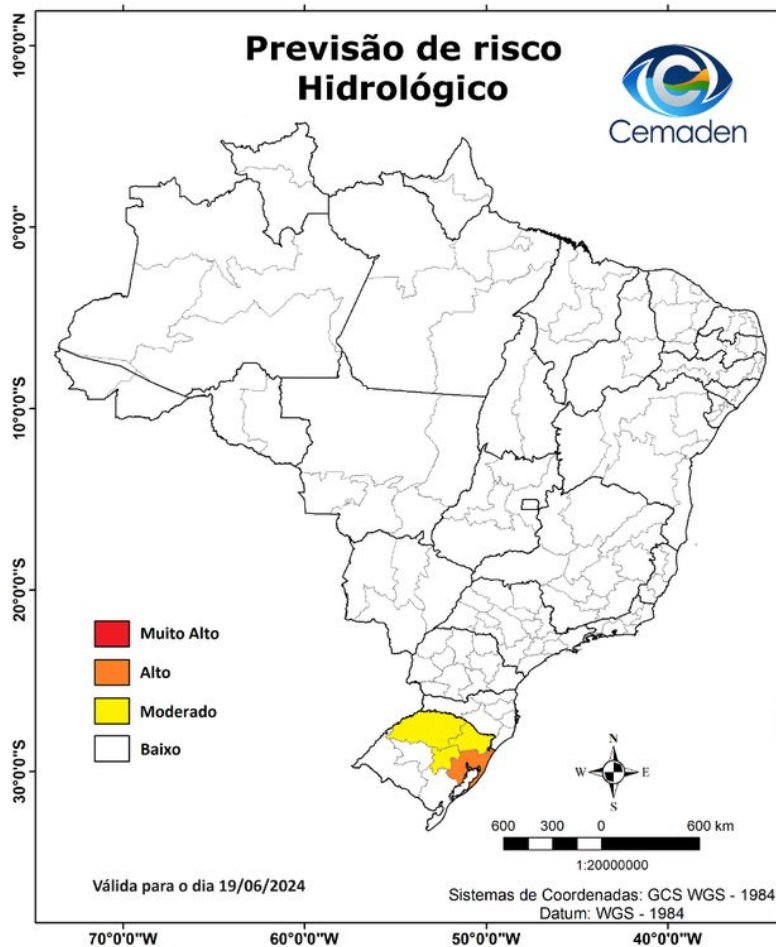 Previsão de risco
Hidrológico
Cemaden
10°0'0"N
0°0'0"
10°0'0"S
20°0'0"S
30°0'0"S
Muito Alto
Alto
Moderado
Baixo
N
W
E
S
600 300 0 600 km
1:20000000
Válida para o dia 19/06/2024
Sistemas de Coordenadas: GCS WGS - 1984
Datum: WGS - 1984
70°0'0"W 60°0'0"W 50°0'0"W 40°0'0"W